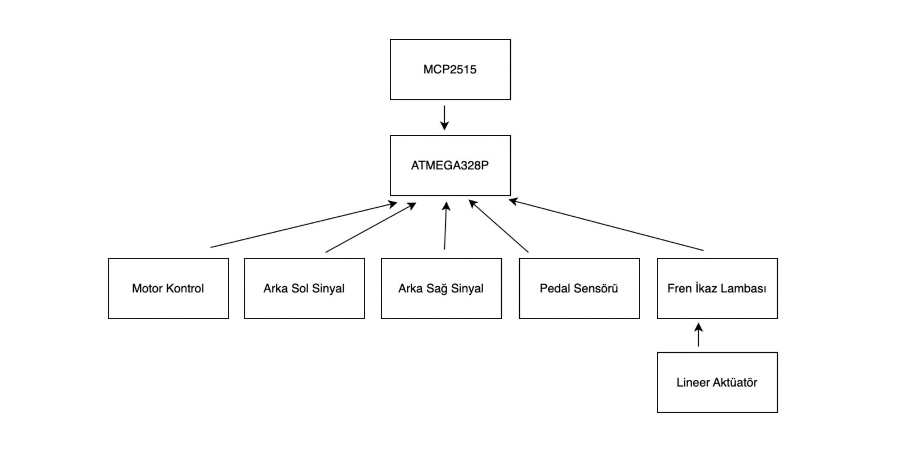 MCP2515
ATMEGA328P
Motor Kontrol
Arka Sol Sinyal
Arka Sağ Sinyal
Pedal Sensörü
Fren İkaz Lambası
Lineer Aktüatör